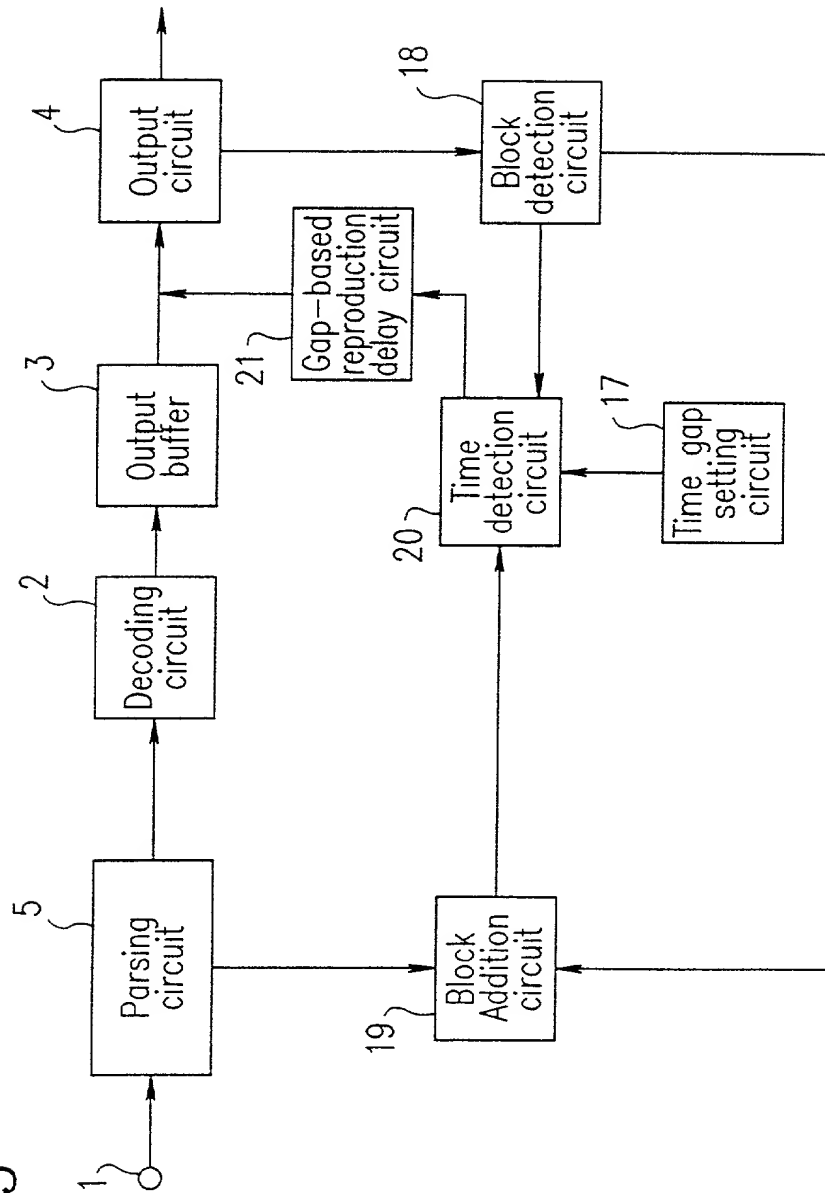 1
5
Parsing
circuit
2
Decoding
circuit
3
Output
buffer
4
Output
circuit
21
Gap-based
reproduction
delay circuit
18
Block
detection
circuit
19
Block
Addition
circuit
20
Time
detection
circuit
17
Time gap
setting
circuit